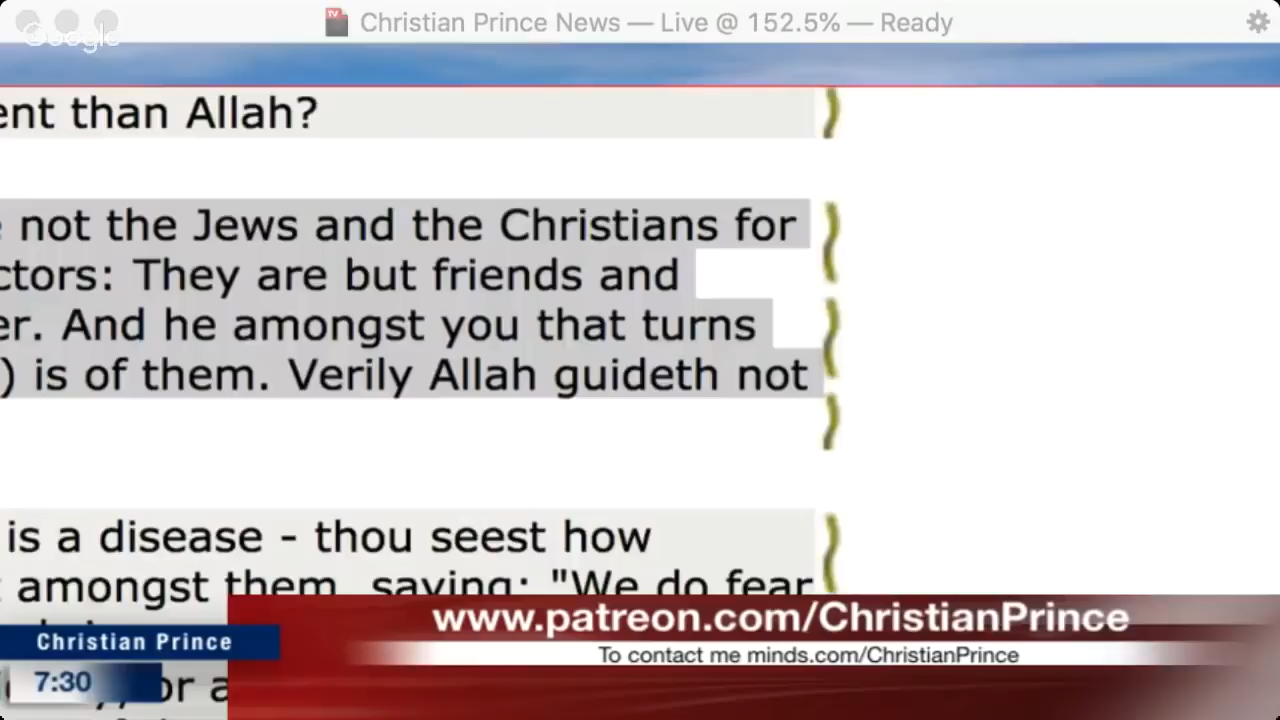 Christian Prince News — Live @ 152.5% — Ready
Google
TV
ent than Allah?
not the Jews and the Christians for
ctors: They are but friends and
er. And he amongst you that turns
) is of them. Verily Allah guideth not
is a disease - thou seest how
amongst them, saying: "We do fear
www.patreon.com/ChristianPrince
Christian Prince
To contact me minds.com/ChristianPrince
7:30
or a